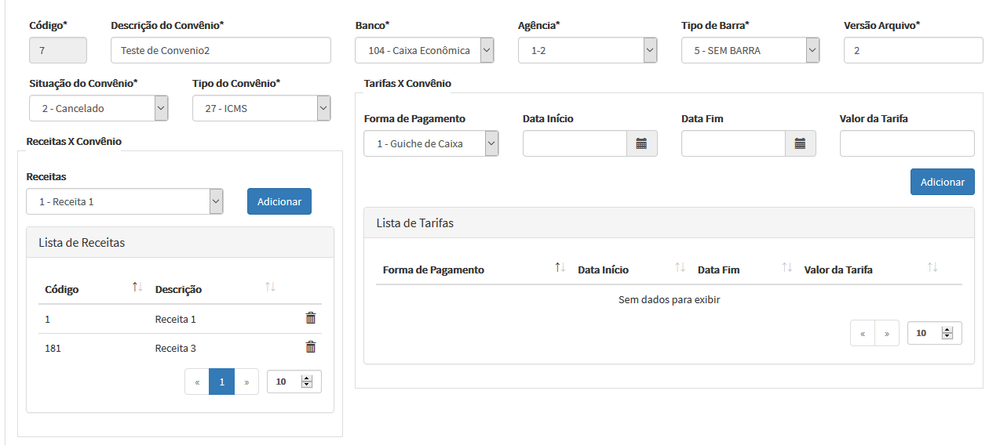 Código* Descrição do Convênio* Banco* Agência* Tipo de Barra* Versão Arquivo*
7 Teste de Convenio2 104 - Caixa Econômica 1-2 5 - SEM BARRA 2
Situação do Convênio* Tipo do Convênio*
2 - Cancelado 27 - ICMS
Receitas X Convênio
Receitas
1 - Receita 1 Adicionar
Lista de Receitas
Código Descrição
1 Receita 1
181 Receita 3
« 1 » 10
Tarifas X Convênio
Forma de Pagamento Data Início Data Fim Valor da Tarifa
1 - Guiche de Caixa
Adicionar
Lista de Tarifas
Forma de Pagamento Data Início Data Fim Valor da Tarifa
Sem dados para exibir
« » 10